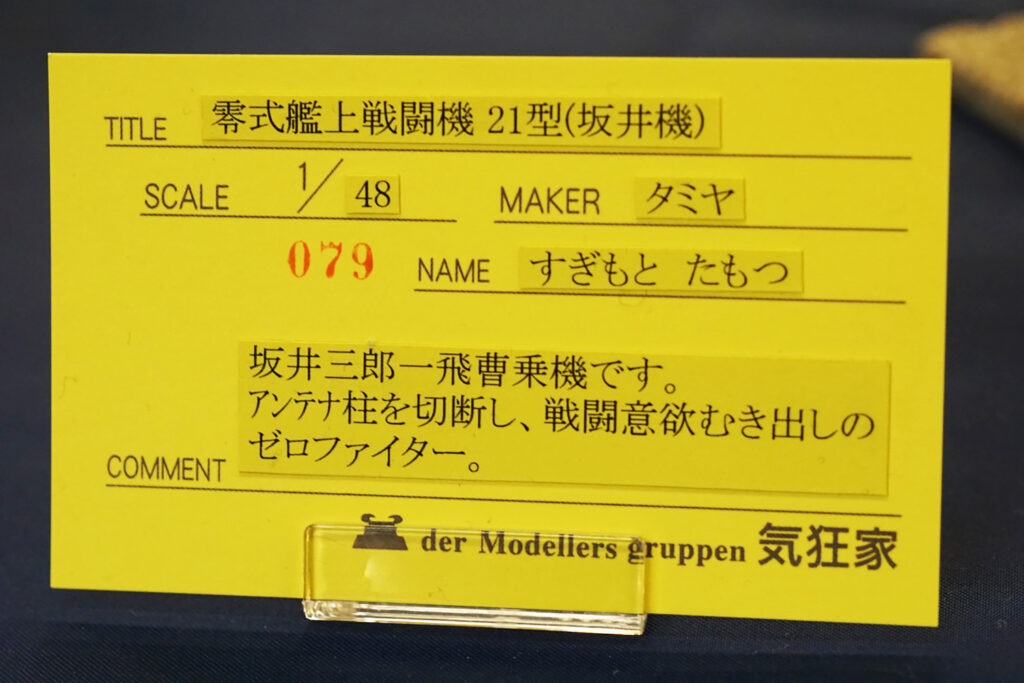 TITLE 零式艦上戦闘機 21型(坂井機)
SCALE 1/48 MAKER タミヤ
079 NAME すぎもと たもつ
坂井三郎一飛曹乗機です。
アンテナ柱を切断し、戦闘意欲むき出しの
ゼロファイター。
COMMENT
der Modellers gruppen 気狂家